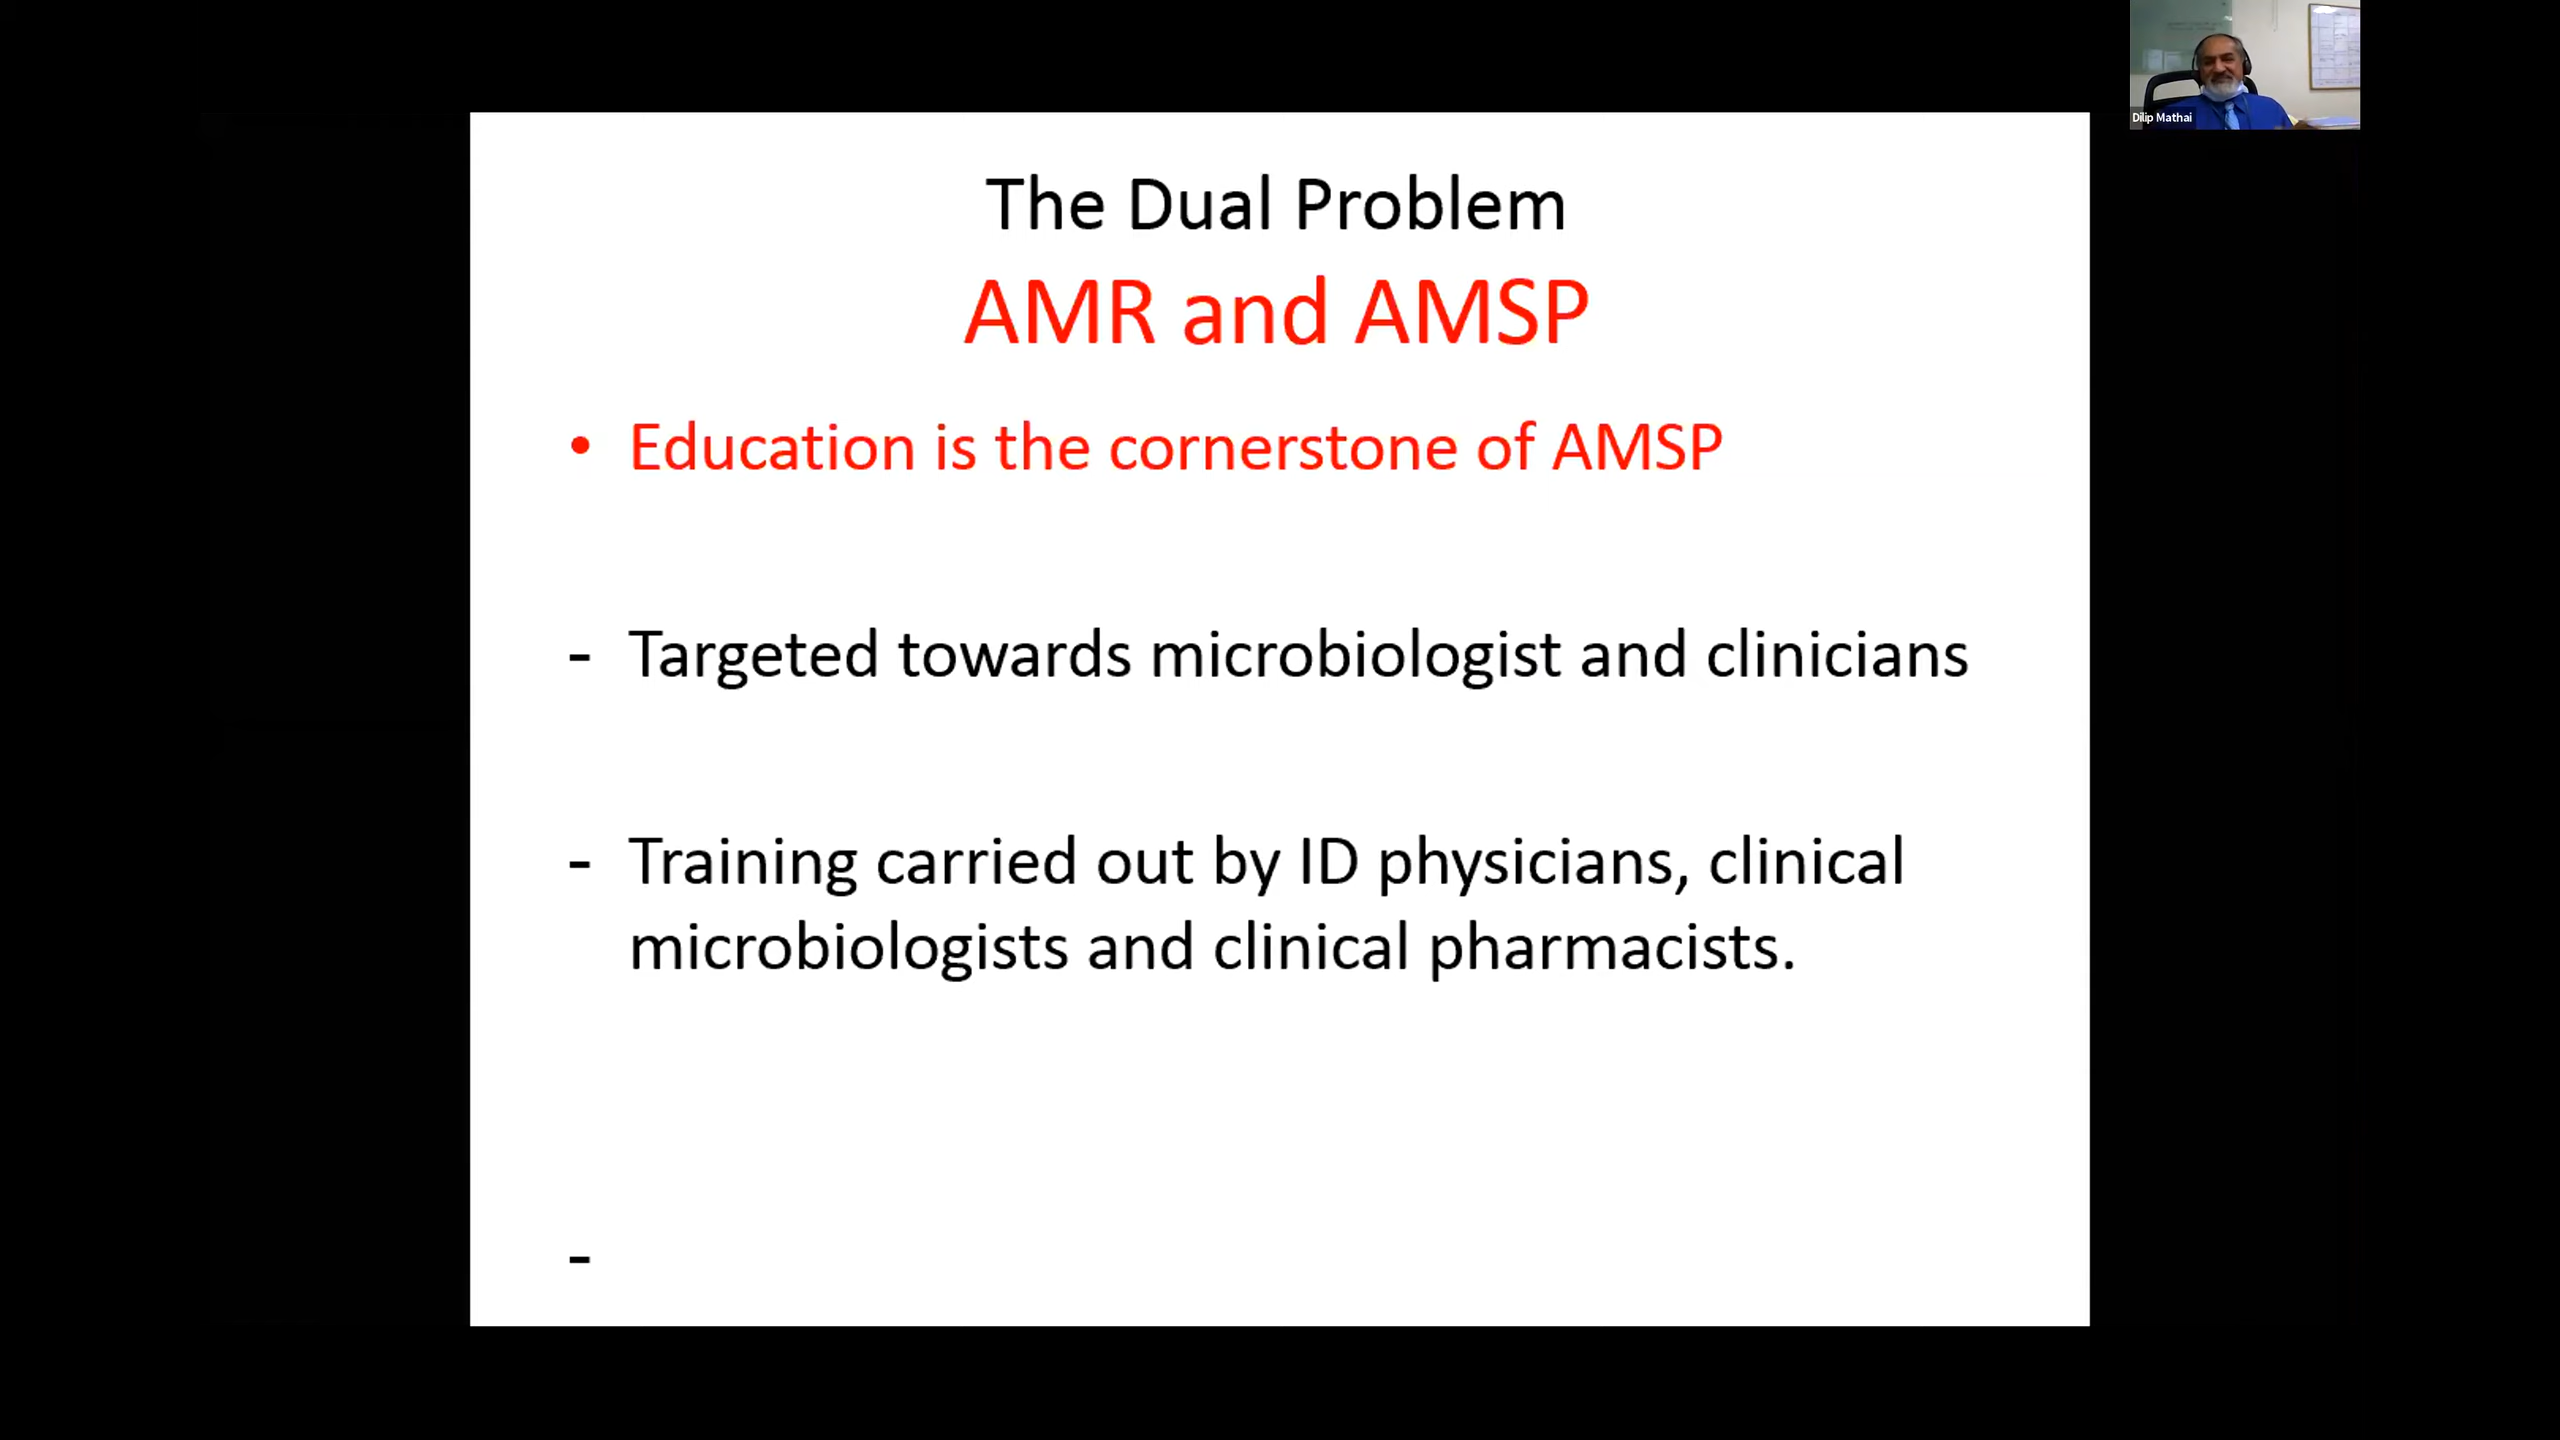 The Dual Problem
AMR and AMSP
• Education is the cornerstone of AMSP
- Targeted towards microbiologist and clinicians
- Training carried out by ID physicians, clinical
microbiologists and clinical pharmacists.
-
Dilip Mathai